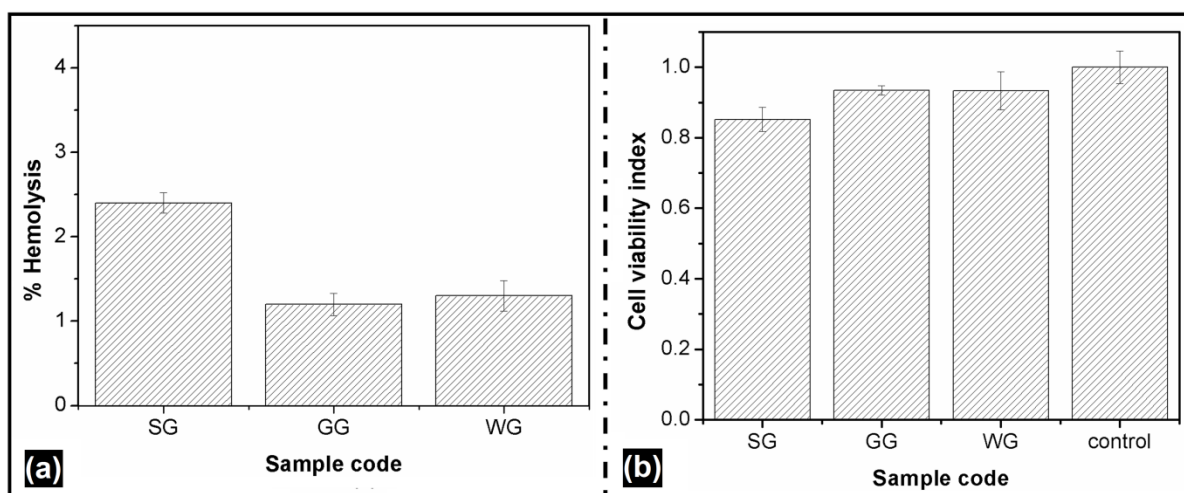 % Hemolysis
4
3
2
1
0
SG GG WG
Sample code
(a)
Cell viability index
1.0
0.8
0.6
0.4
0.2
0.0
SG GG WG control
Sample code
(b)